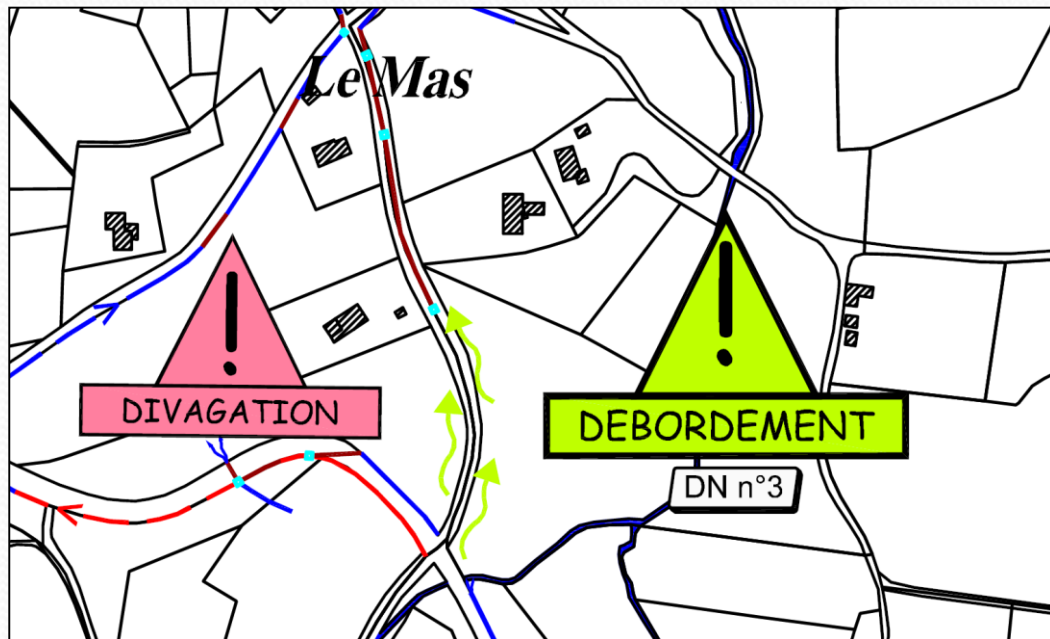 Le Mas
!
!
DIVAGATION
DEBORDEMENT
DN n°3